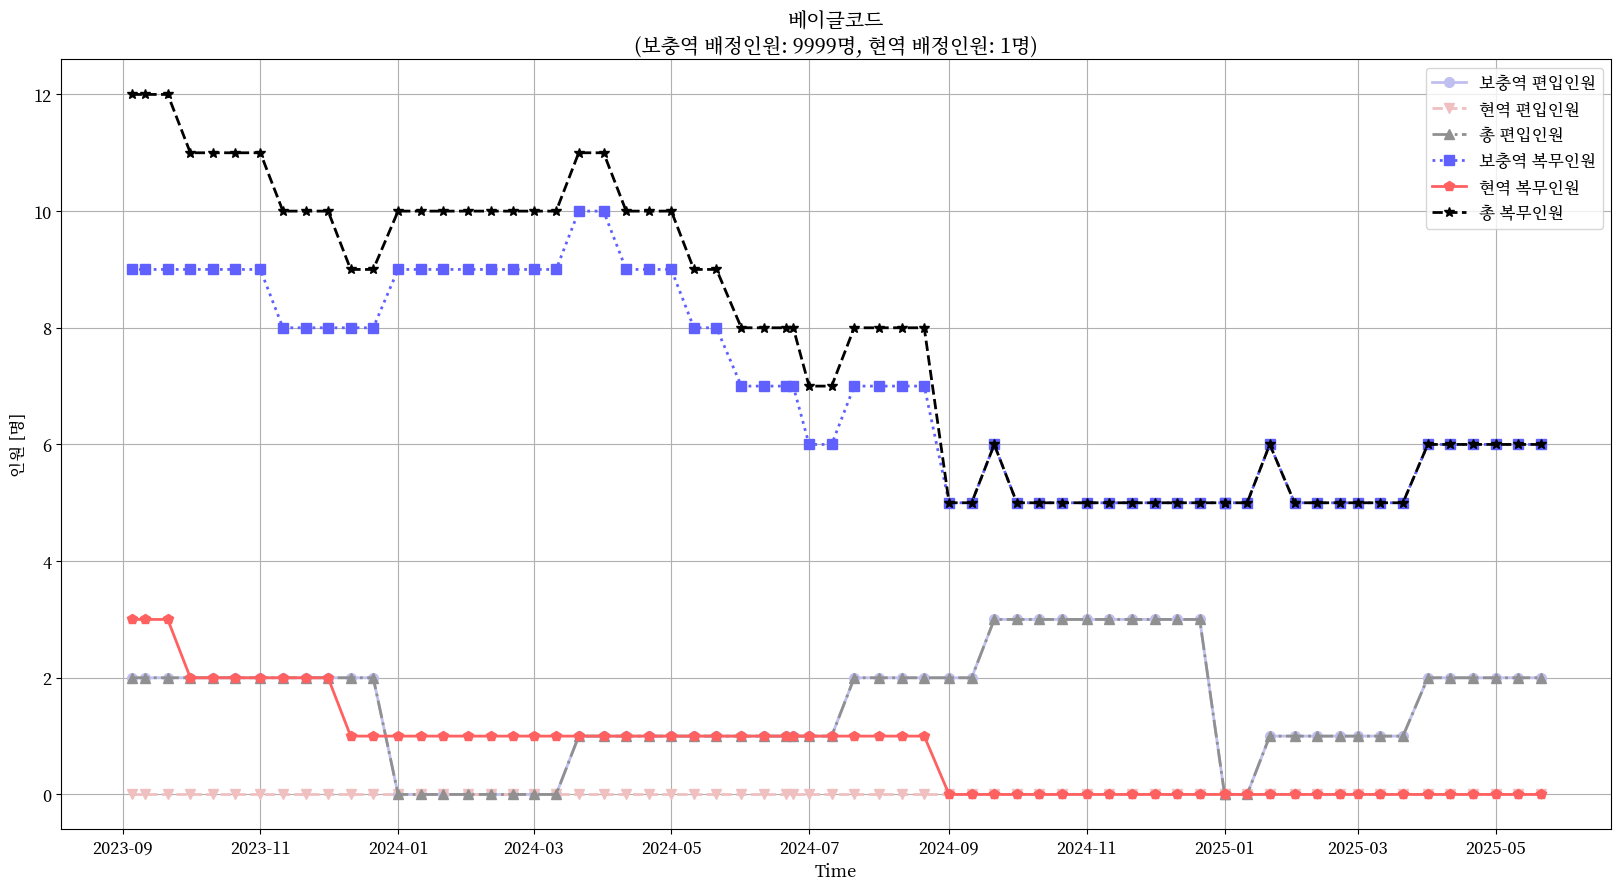 베이글코드
(보충역 배정인원: 9999명, 현역 배정인원: 1명)
보충역 편입인원
현역 편입인원
총 편입인원
보충역 복무인원
현역 복무인원
총 복무인원
인원 [명]
12
10
8
6
4
2
0
2023-09 2023-11 2024-01 2024-03 2024-05 2024-07 2024-09 2024-11 2025-01 2025-03 2025-05
Time